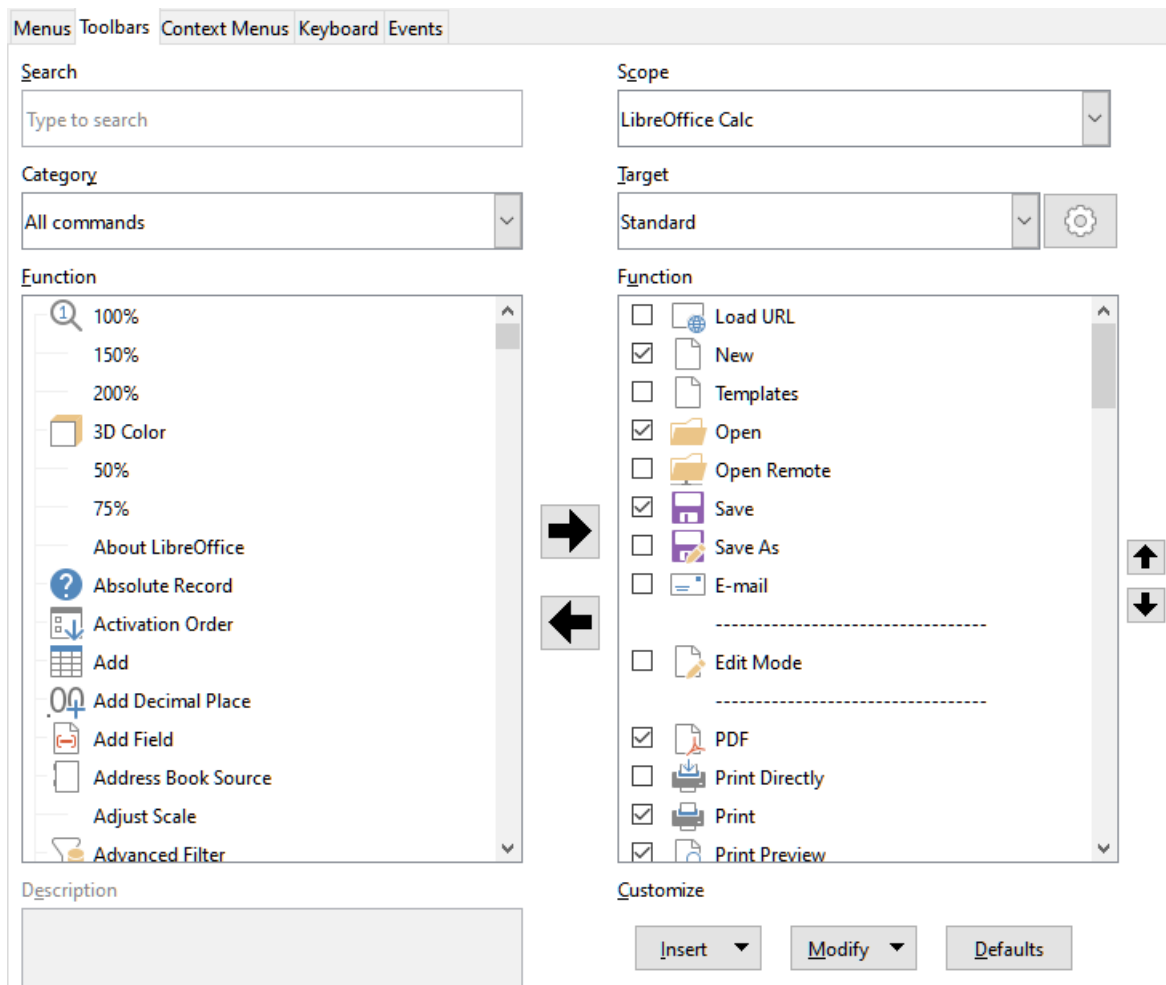 Menus Toolbars Context Menus Keyboard Events
Search
Type to search
Category
All commands
Function
1
100%
150%
200%
3D Color
50%
75%
About LibreOffice
? Absolute Record
Activation Order
Add
.00 Add Decimal Place
Add Field
Address Book Source
Adjust Scale
Advanced Filter
Description
Scope
LibreOffice Calc
Target
Standard
Function
Load URL
New
Templates
Open
Open Remote
Save
Save As
E-mail
----------------------------------
Edit Mode
----------------------------------
PDF
Print Directly
Print
Print Preview
Customize
Insert Modify Defaults